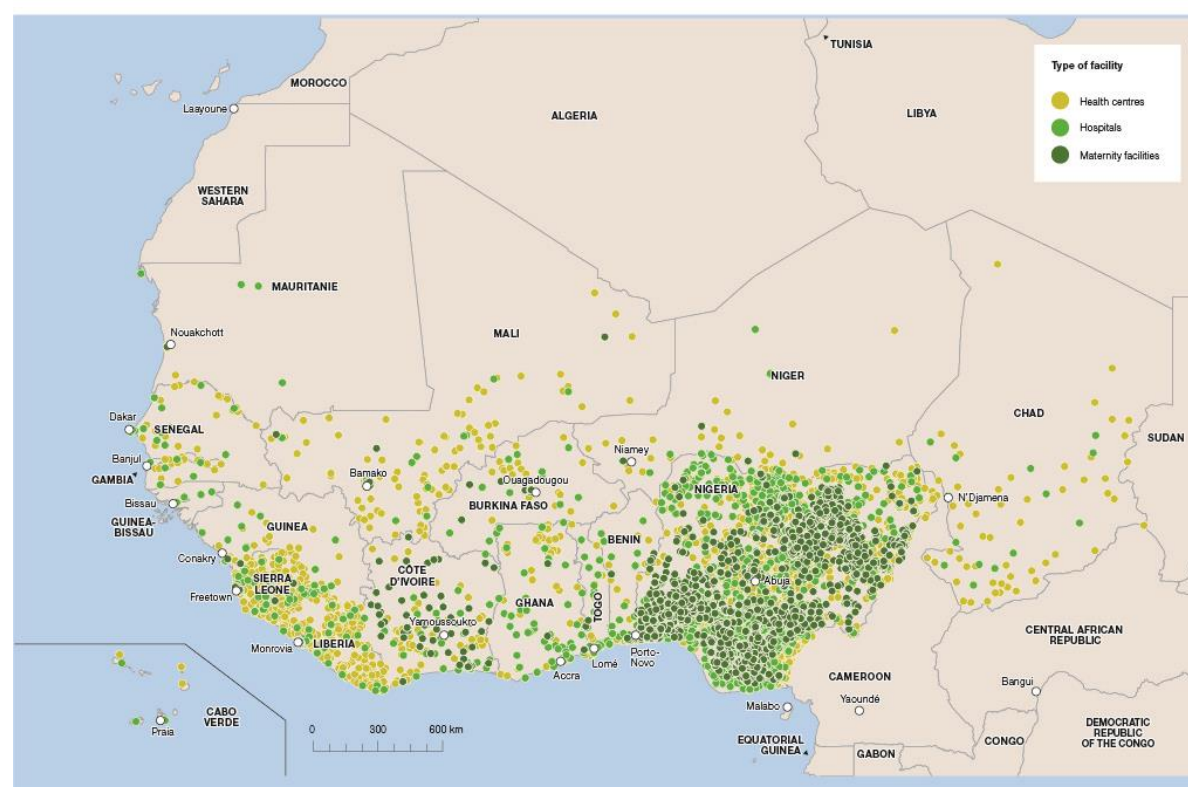 TUNISIA
Type of facility
Health centres
Hospitals
Maternity facilities
MOROCCO
Laayoune
ALGERIA
LIBYA
WESTERN
SAHARA
MAURITANIE
Nouakchott
MALI
NIGER
CHAD
SUDAN
Dakar
SENEGAL
Banjul
GAMBIA
Bissau
GUINEA-
BISSAU
Bamako
Niamey
Ouagadougou
BURKINA FASO
NIGERIA
N'Djamena
GUINEA
BENIN
Conakry
SIERRA
LEONE
Freetown
CÔTE
D'IVOIRE
GHANA
TOGO
Abuja
Yamoussoukro
Monrovia
LIBERIA
Accra
Lomé
Porto-
Novo
CENTRAL AFRICAN
REPUBLIC
CAMEROON
Yaoundé
Bangui
Malabo
EQUATORIAL
GUINEA
GABON
CONGO
DEMOCRATIC
REPUBLIC
OF THE CONGO
CABO
VERDE
Praia
0 300 600 km